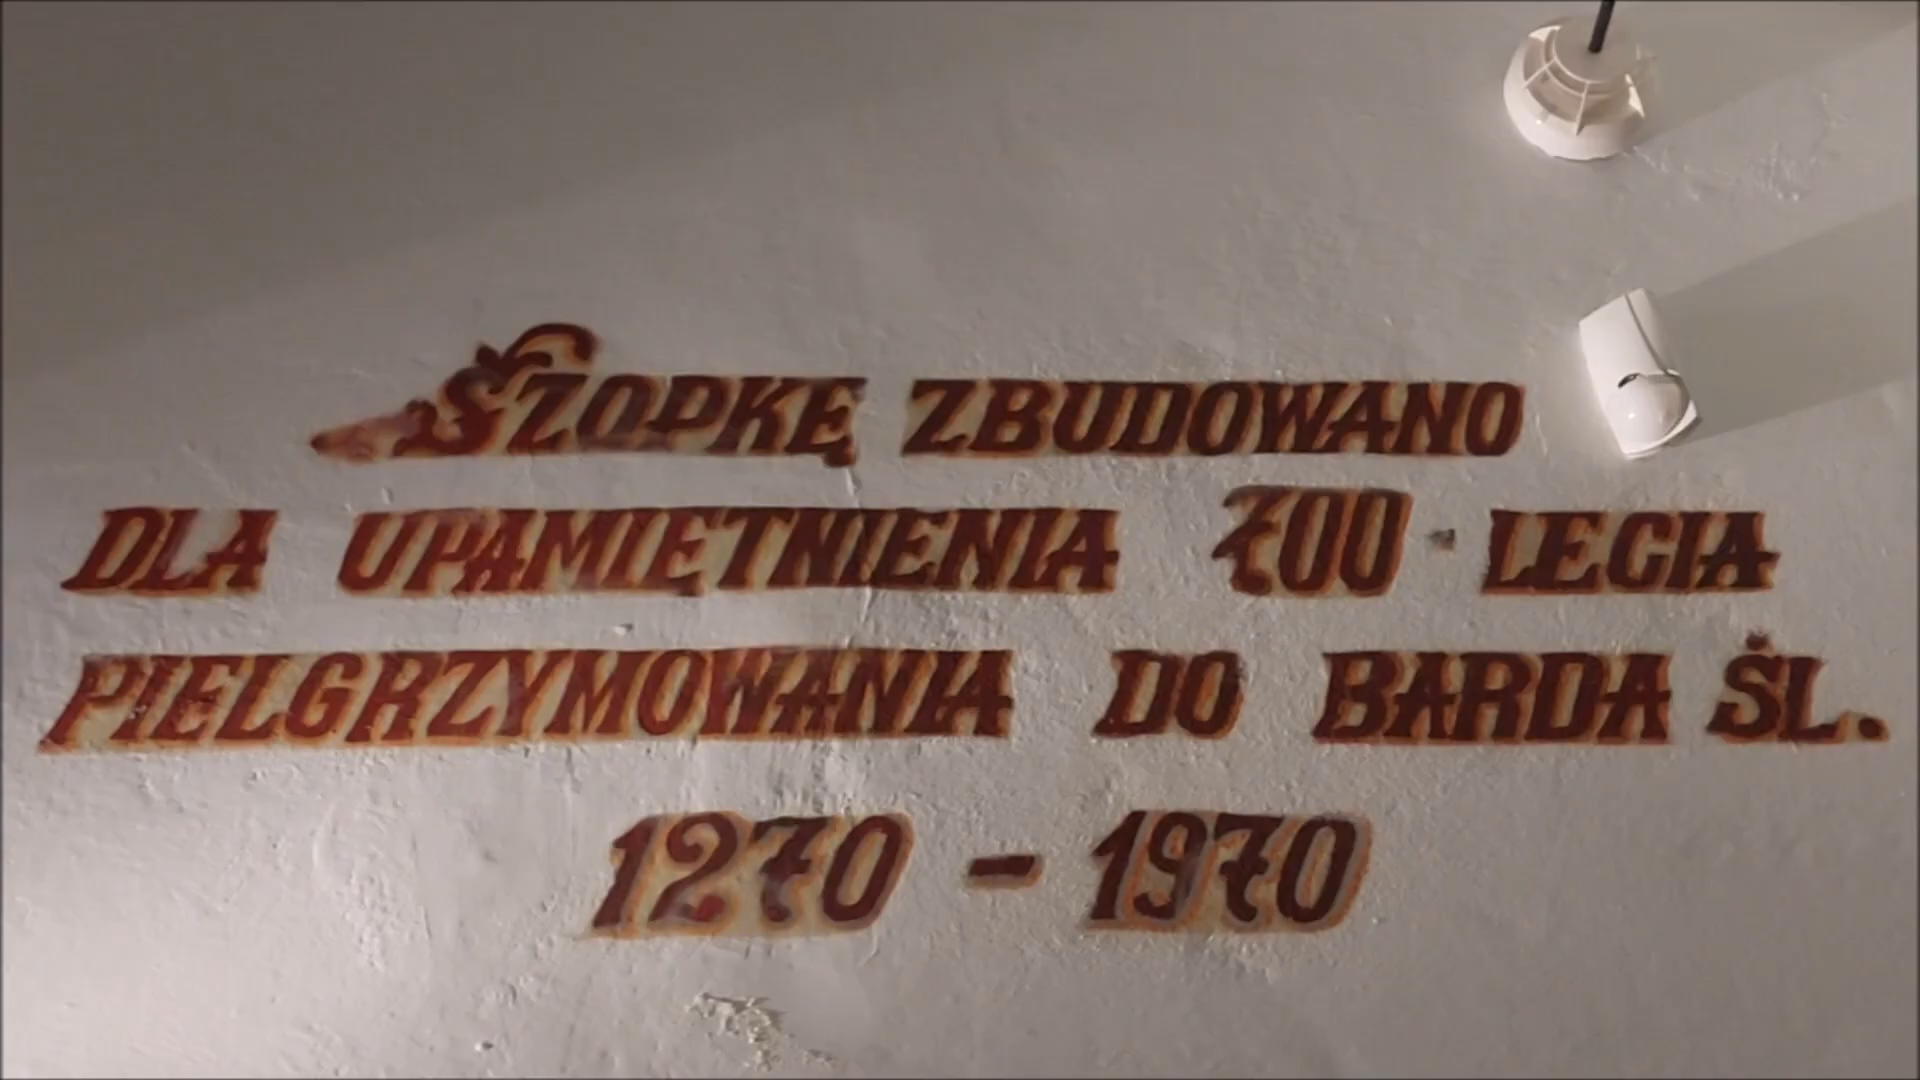 SZOPKĘ ZBUDOWANO
DLA UPAMIĘTNIENIA 700-LECIA
PIELGRZYMOWANIA DO BARDA ŚL.
1270 - 1970